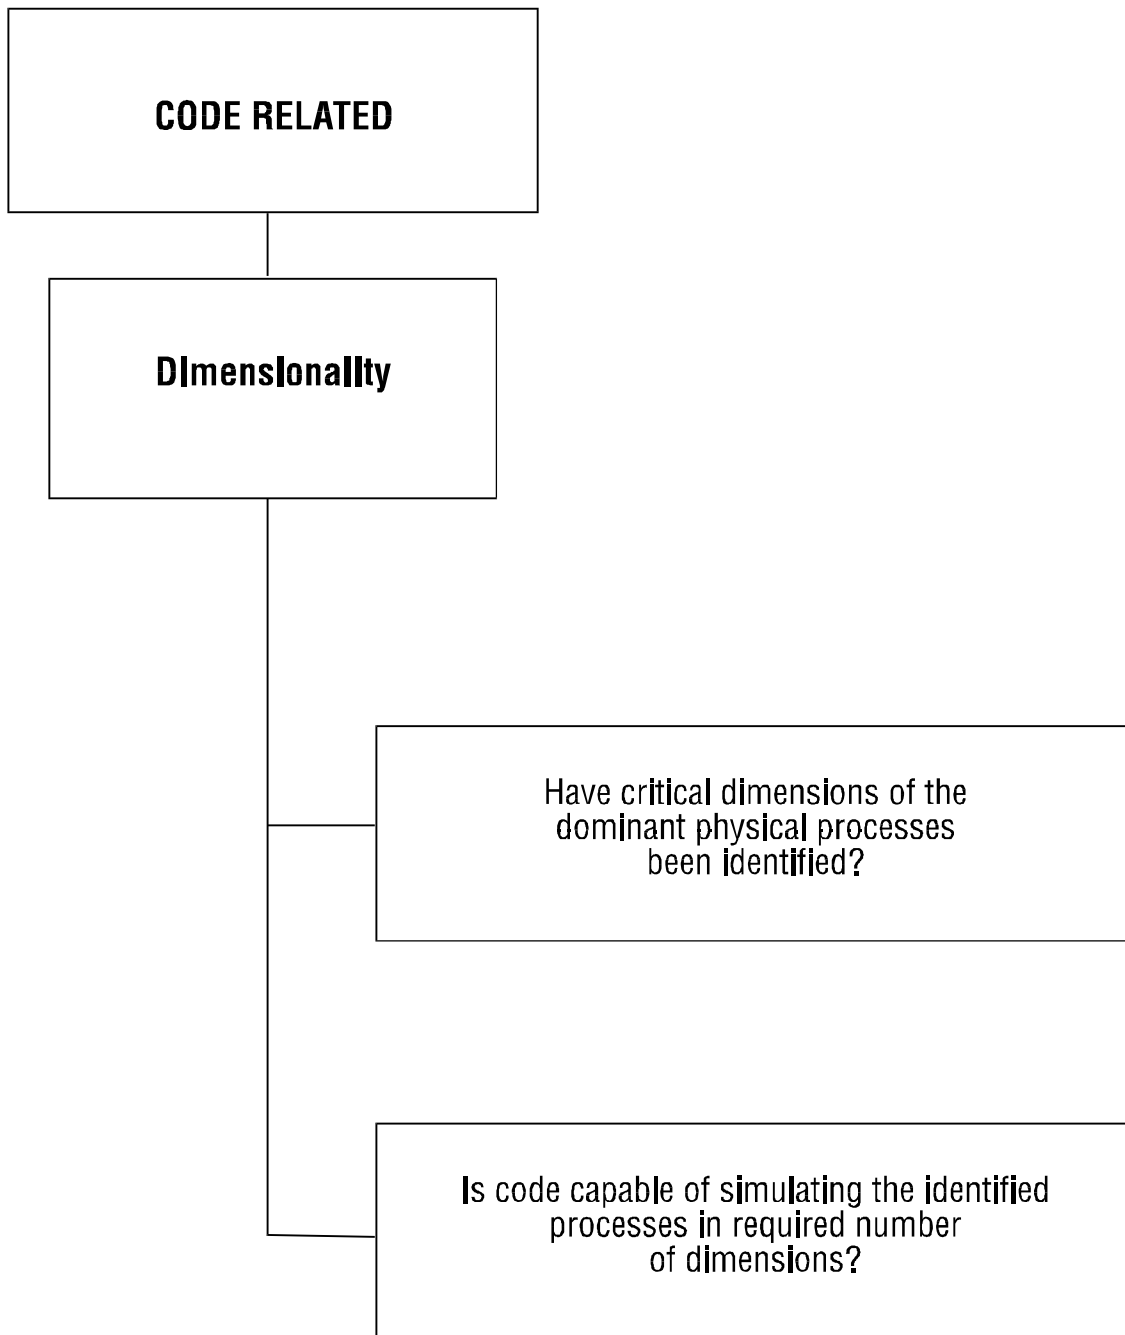 CODE RELATED
Dimensionality
Have critical dimensions of the
dominant physical processes
been identified?
Is code capable of simulating the identified
processes in required number
of dimensions?